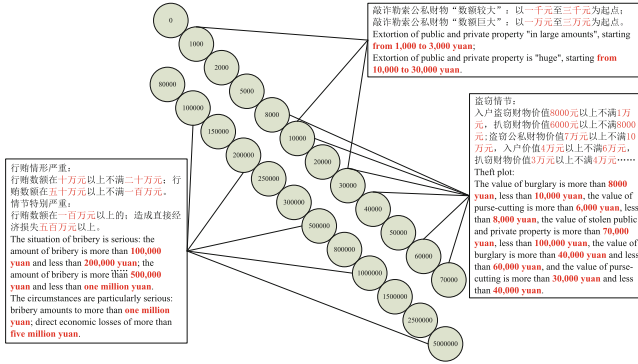 敲诈勒索公私财物“数额较大”：以一千元至三千元为起点；
敲诈勒索公私财物“数额巨大”：以一万元至三万元为起点。
Extortion of public and private property "in large amounts", starting
from 1,000 to 3,000 yuan;
Extortion of public and private property is "huge", starting from
10,000 to 30,000 yuan.
0
1000
2000
5000
8000
10000
20000
30000
40000
50000
60000
70000
80000
100000
150000
200000
250000
300000
500000
800000
1000000
1500000
2500000
5000000
盗窃情节：
入户盗窃财物价值8000元以上不满1万
元，扒窃财物价值6000元以上不满8000
元;盗窃公私财物价值7万元以上不满10
万元，入户价值4万元以上不满6万元，
扒窃财物价值3万元以上不满4万元……
Theft plot:
The value of burglary is more than 8000
yuan, less than 10,000 yuan, the value of
purse-cutting is more than 6,000 yuan, less
than 8,000 yuan, the value of stolen public
and private property is more than 70,000
yuan, less than 100,000 yuan, the value of
burglary is more than 40,000 yuan and less
than 60,000 yuan, and the value of purse-
cutting is more than 30,000 yuan and less
than 40,000 yuan.
行贿情形严重：
行贿数额在十万元以上不满二十万元；行
贿数额在五十万元以上不满一百万元。
情节特别严重：
行贿数额在一百万元以上的；造成直接经
济损失五百万元以上。
The situation of bribery is serious: the
amount of bribery is more than 100,000
yuan and less than 200,000 yuan; the
amount of bribery is more than 500,000
yuan and less than one million yuan.
The circumstances are particularly serious:
bribery amounts to more than one million
yuan; direct economic losses of more than
five million yuan.